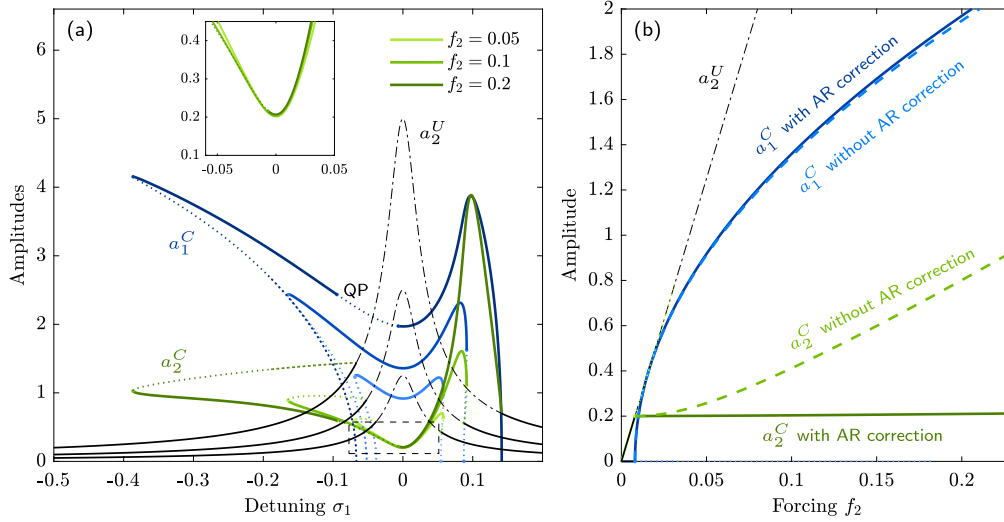 (a)
6
5
4
3
2
1
0
Amplitudes
-0.5
-0.4
-0.3
-0.2
-0.1
0
0.1
Detuning σ₁
0.4
0.3
0.2
0.1
-0.05
0
0.05
f₂ = 0.05
f₂ = 0.1
f₂ = 0.2
a₂ᵁ
a₁ᶜ
QP
a₂ᶜ
(b)
2
1.8
1.6
1.4
1.2
1
0.8
0.6
0.4
0.2
0
Amplitude
0
0.05
0.1
0.15
0.2
Forcing f₂
a₂ᵁ
a₁ᶜ with AR correction
a₁ᶜ without AR correction
a₂ᶜ without AR correction
a₂ᶜ with AR correction